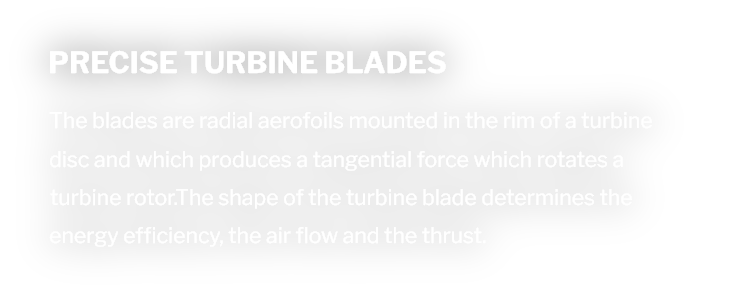 PRECISE TURBINE BLADES
The blades are radial aerofoils mounted in the rim of a turbine
disc and which produces a tangential force which rotates a
turbine rotor.The shape of the turbine blade determines the
energy efficiency, the air flow and the thrust.